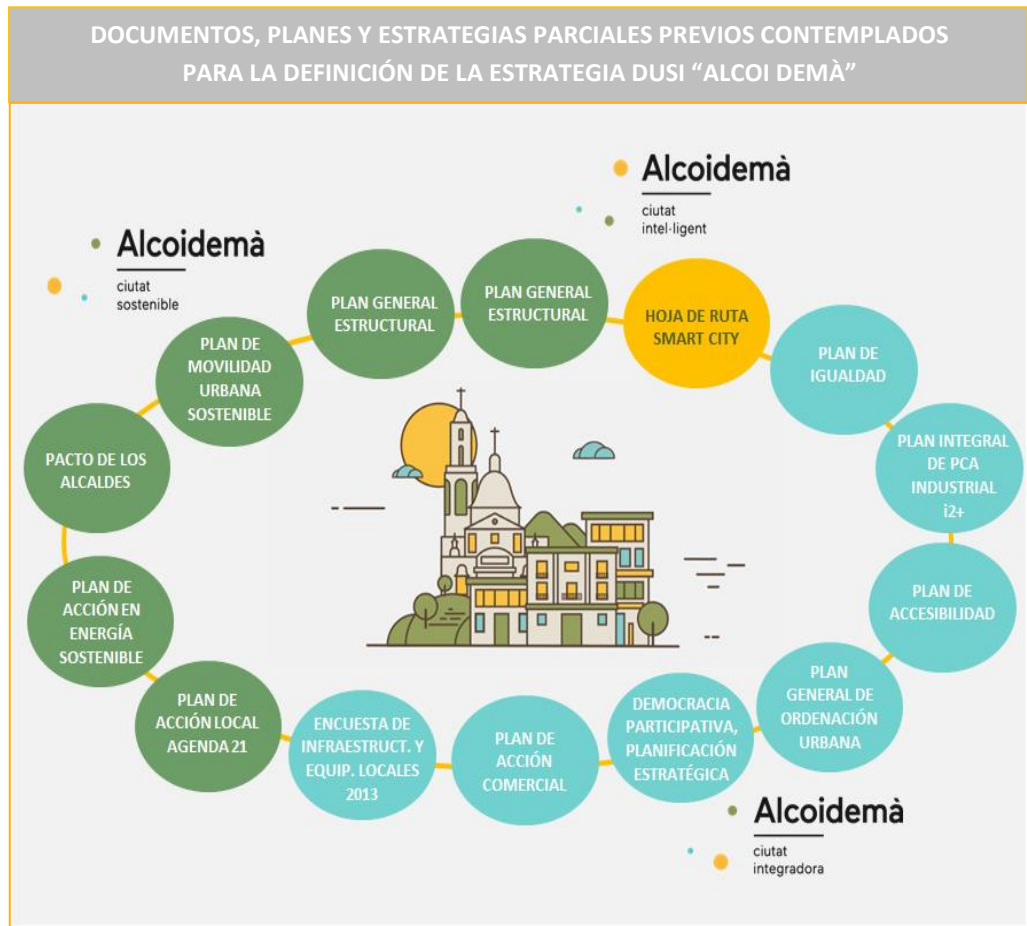 DOCUMENTOS, PLANES Y ESTRATEGIAS PARCIALES PREVIOS CONTEMPLADOS
PARA LA DEFINICIÓN DE LA ESTRATEGIA DUSI “ALCOI DEMÀ”
Alcoidemà
ciutat
intel·ligent
Alcoidemà
ciutat
sostenible
PLAN GENERAL
ESTRUCTURAL
PLAN GENERAL
ESTRUCTURAL
HOJA DE RUTA
SMART CITY
PLAN DE
IGUALDAD
PLAN INTEGRAL
DE PCA
INDUSTRIAL
i2+
PLAN DE
ACCESIBILIDAD
PLAN
GENERAL DE
ORDENACIÓN
URBANA
DEMOCRACIA
PARTICIPATIVA,
PLANIFICACIÓN
ESTRATÉGICA
PLAN DE
ACCIÓN
COMERCIAL
ENCUESTA DE
INFRAESTRUCT. Y
EQUIP. LOCALES
2013
PLAN DE
ACCIÓN LOCAL
AGENDA 21
PLAN DE
ACCIÓN EN
ENERGÍA
SOSTENIBLE
PACTO DE LOS
ALCALDES
PLAN DE
MOVILIDAD
URBANA
SOSTENIBLE
Alcoidemà
ciutat
integradora